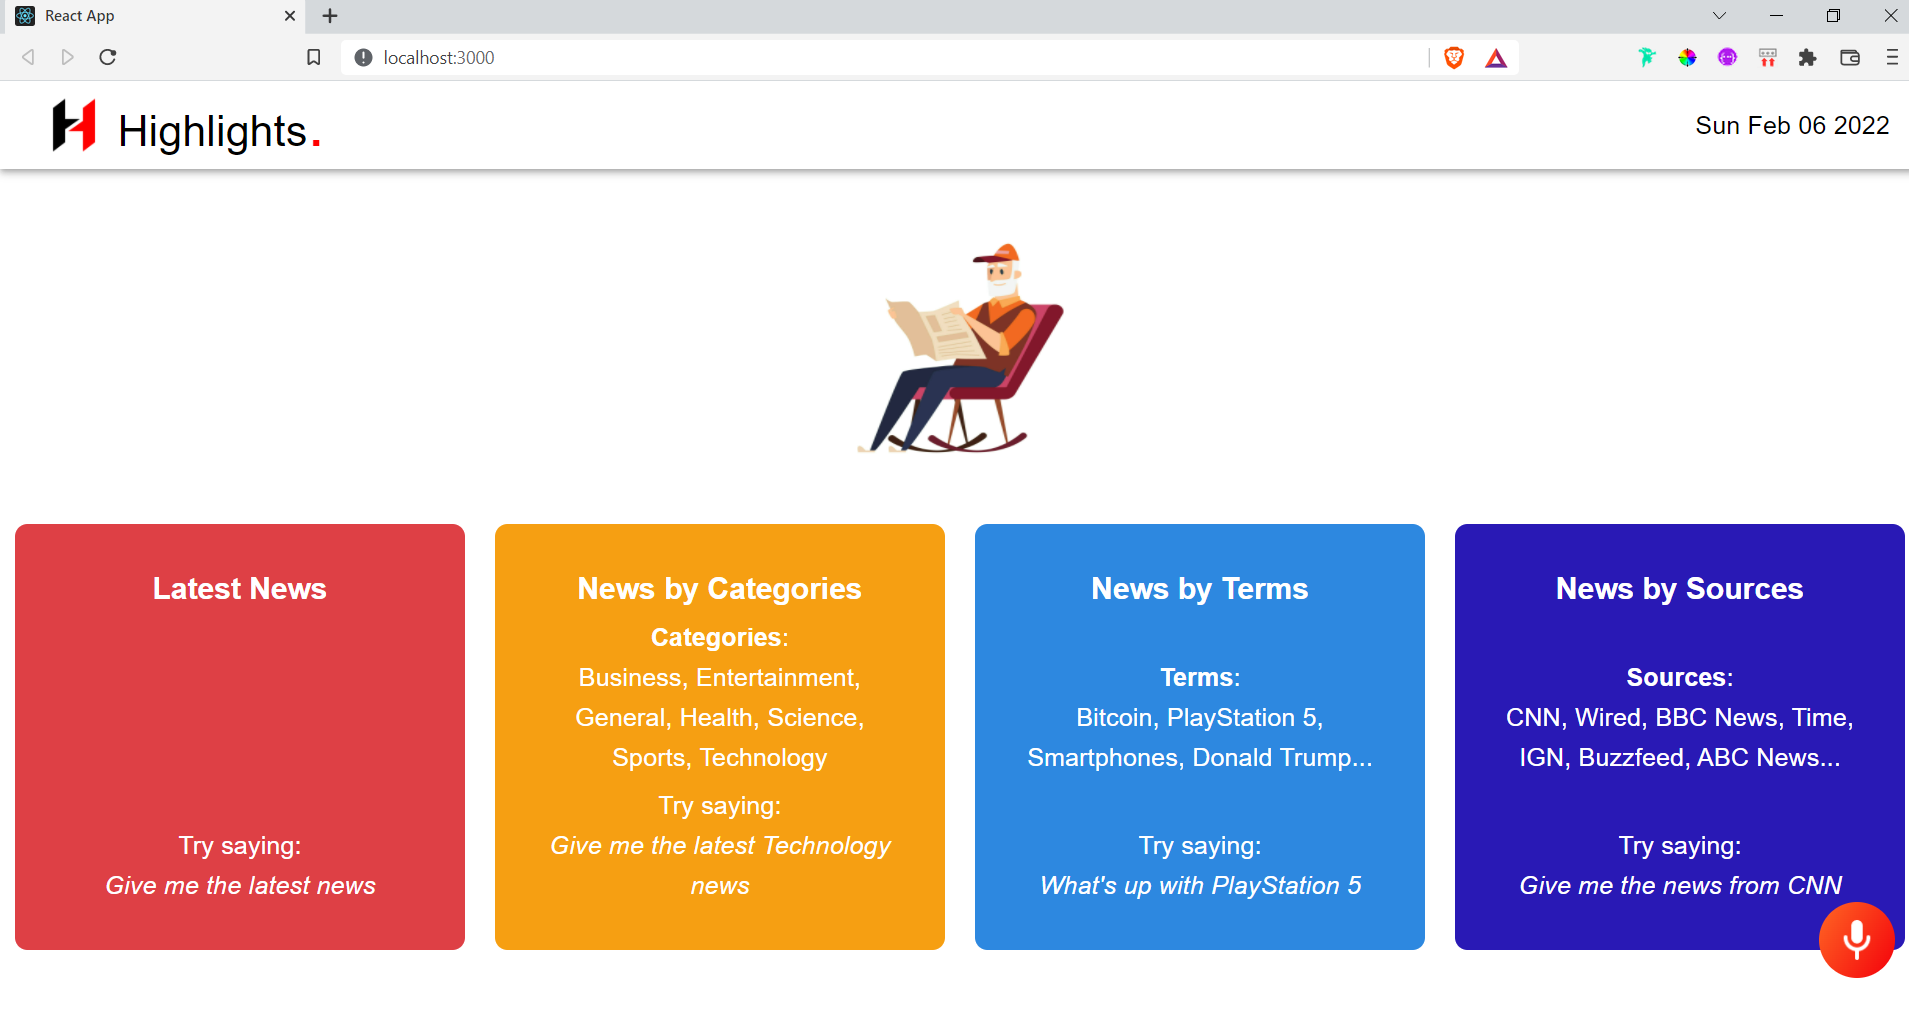 React App
localhost:3000
Highlights.
Sun Feb 06 2022
Latest News
Try saying:
Give me the latest news
News by Categories
Categories:
Business, Entertainment,
General, Health, Science,
Sports, Technology
Try saying:
Give me the latest Technology
news
News by Terms
Terms:
Bitcoin, PlayStation 5,
Smartphones, Donald Trump...
Try saying:
What's up with PlayStation 5
News by Sources
Sources:
CNN, Wired, BBC News, Time,
IGN, Buzzfeed, ABC News...
Try saying:
Give me the news from CNN